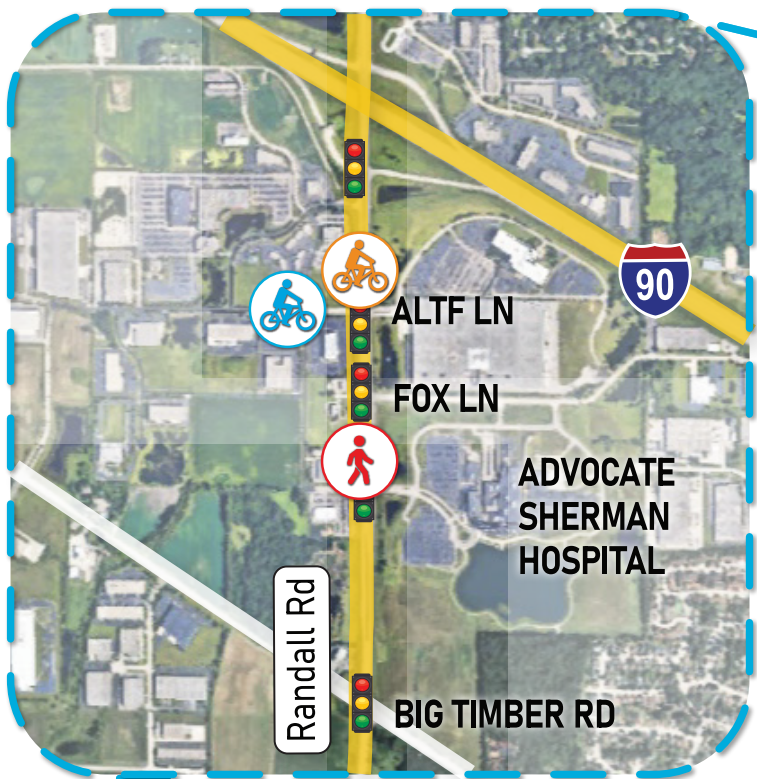 90
ALTF LN
FOX LN
ADVOCATE
SHERMAN
HOSPITAL
Randall Rd
BIG TIMBER RD